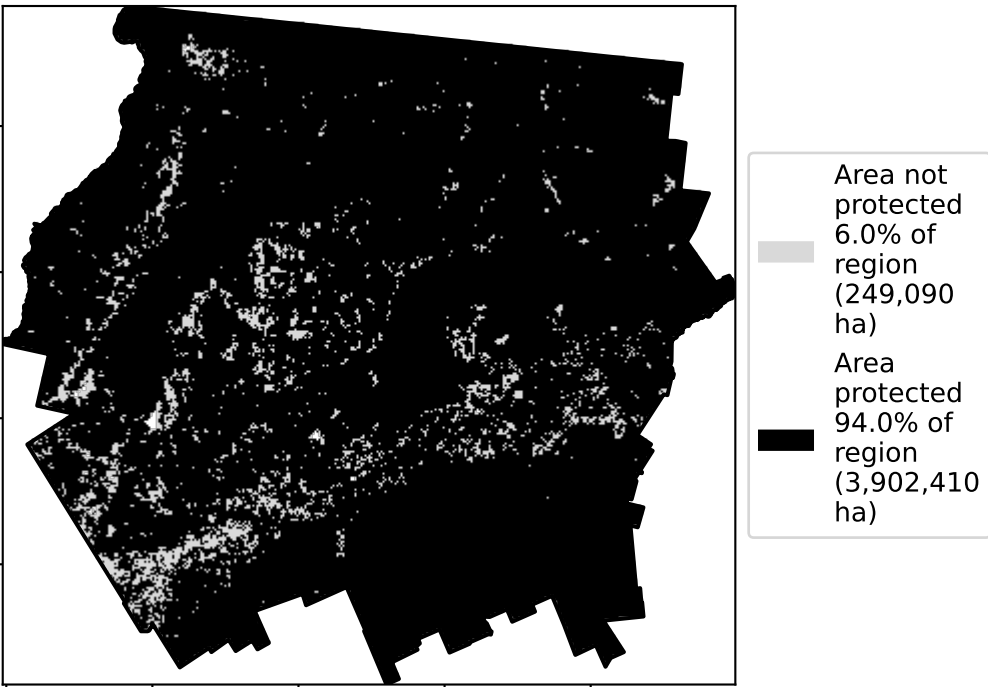 Area not
protected
6.0% of
region
(249,090
ha)
Area
protected
94.0% of
region
(3,902,410
ha)